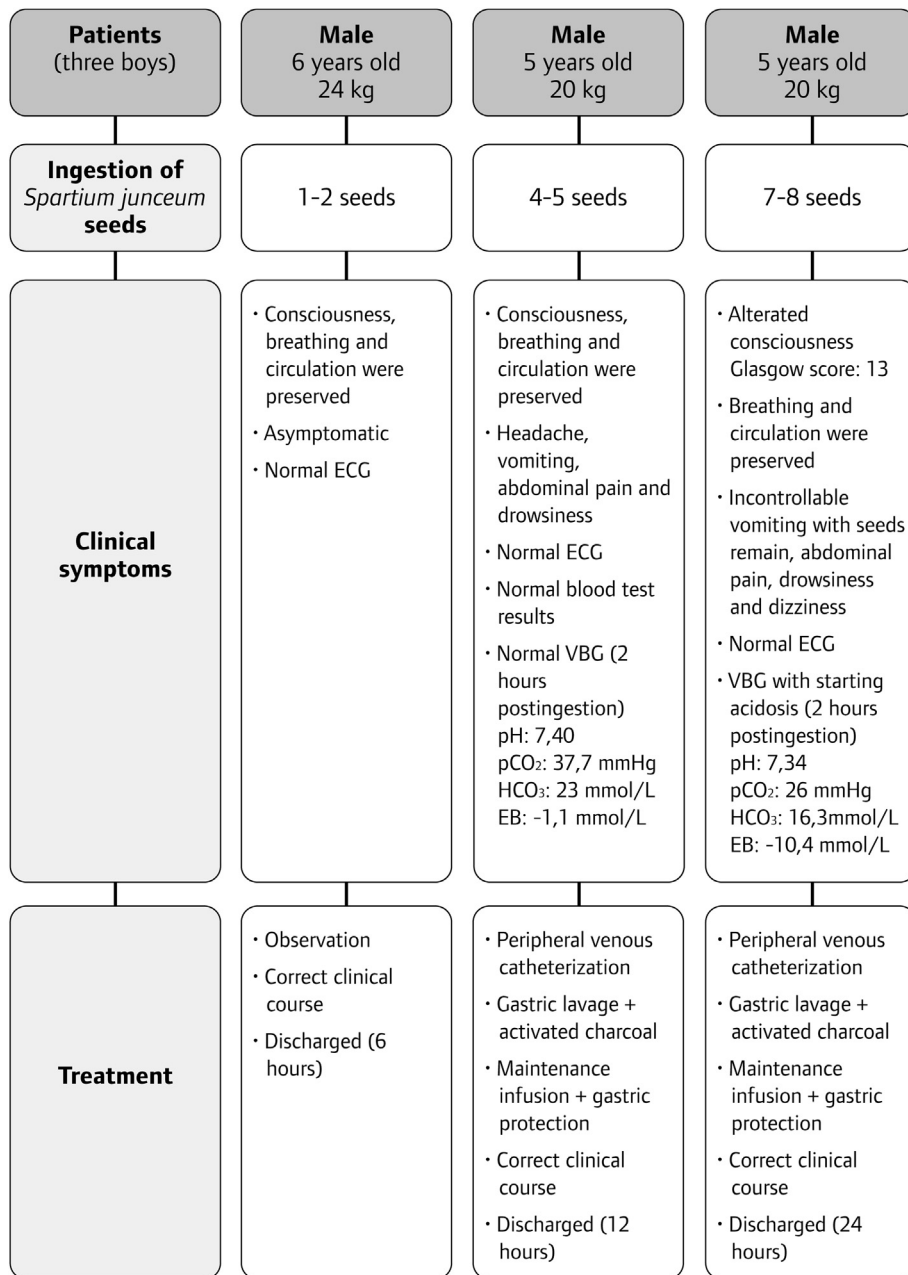 Patients
(three boys)
Male
6 years old
24 kg
Male
5 years old
20 kg
Male
5 years old
20 kg
Ingestion of
Spartium junceum
seeds
1-2 seeds
4-5 seeds
7-8 seeds
Clinical
symptoms
· Consciousness,
breathing and
circulation were
preserved
· Asymptomatic
· Normal ECG
· Consciousness,
breathing and
circulation were
preserved
· Headache,
vomiting,
abdominal pain and
drowsiness
· Normal ECG
· Normal blood test
results
· Normal VBG (2
hours
postingestion)
pH: 7,40
pCO₂: 37,7 mmHg
HCO₃: 23 mmol/L
EB: -1,1 mmol/L
· Alterated
consciousness
Glasgow score: 13
· Breathing and
circulation were
preserved
· Incontrollable
vomiting with seeds
remain, abdominal
pain, drowsiness
and dizziness
· Normal ECG
· VBG with starting
acidosis (2 hours
postingestion)
pH: 7,34
pCO₂: 26 mmHg
HCO₃: 16,3mmol/L
EB: -10,4 mmol/L
Treatment
· Observation
· Correct clinical
course
· Discharged (6
hours)
· Peripheral venous
catheterization
· Gastric lavage +
activated charcoal
· Maintenance
infusion + gastric
protection
· Correct clinical
course
· Discharged (12
hours)
· Peripheral venous
catheterization
· Gastric lavage +
activated charcoal
· Maintenance
infusion + gastric
protection
· Correct clinical
course
· Discharged (24
hours)